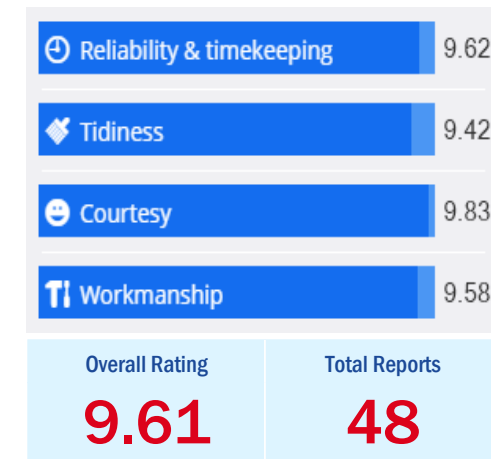 Reliability & timekeeping 9.62
Tidiness 9.42
Courtesy 9.83
Workmanship 9.58
Overall Rating Total Reports
9.61 48